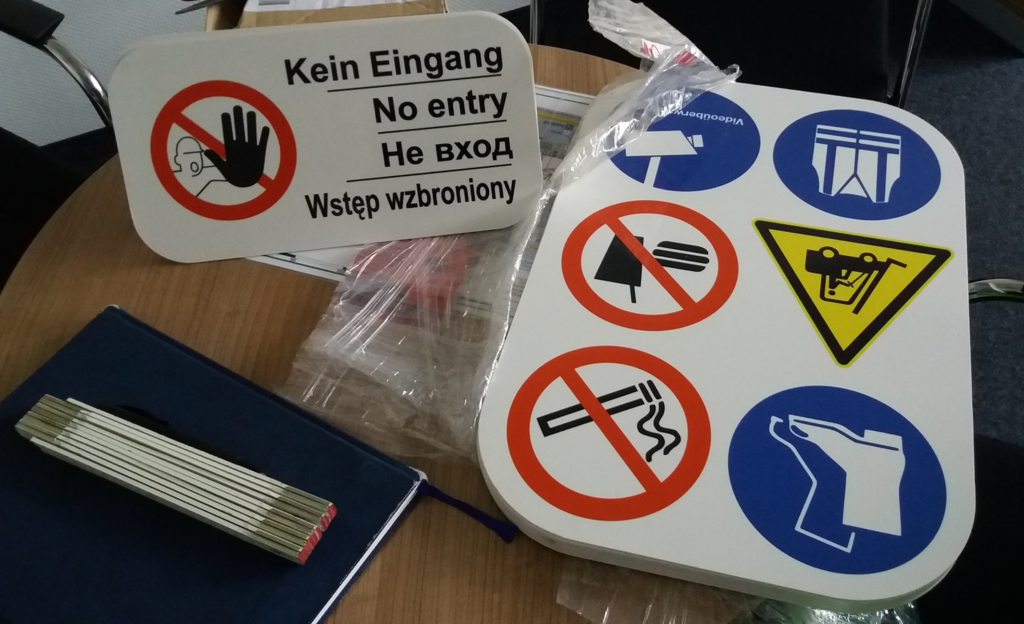 Kein Eingang
No entry
Не вход
Wstęp wzbroniony